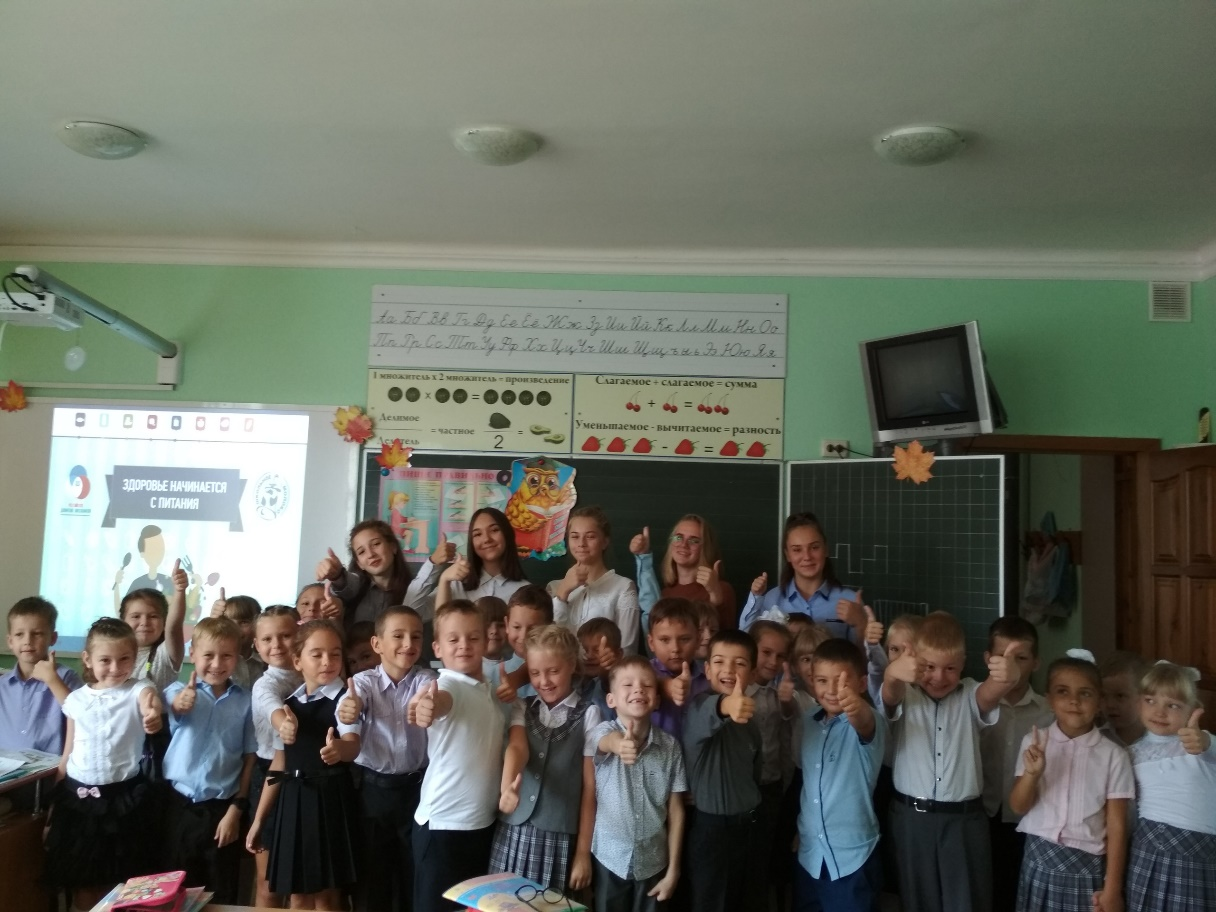 Аа Бб Вв Гг Дд Ее Ёё Жж Зз Ии Йй Кк Лл Мм Нн Оо
Пп Рр Сс Тт Уу Фф Хх Цц Чч Шш Щщ ъ ы ь Ээ Юю Яя
1 множитель х 2 множитель = произведение
х = 
Делимое
= частное 2 =
Делитель
Слагаемое + слагаемое = сумма
+ =
Уменьшаемое - вычитаемое = разность
- =
ЗДОРОВЬЕ НАЧИНАЕТСЯ
С ПИТАНИЯ